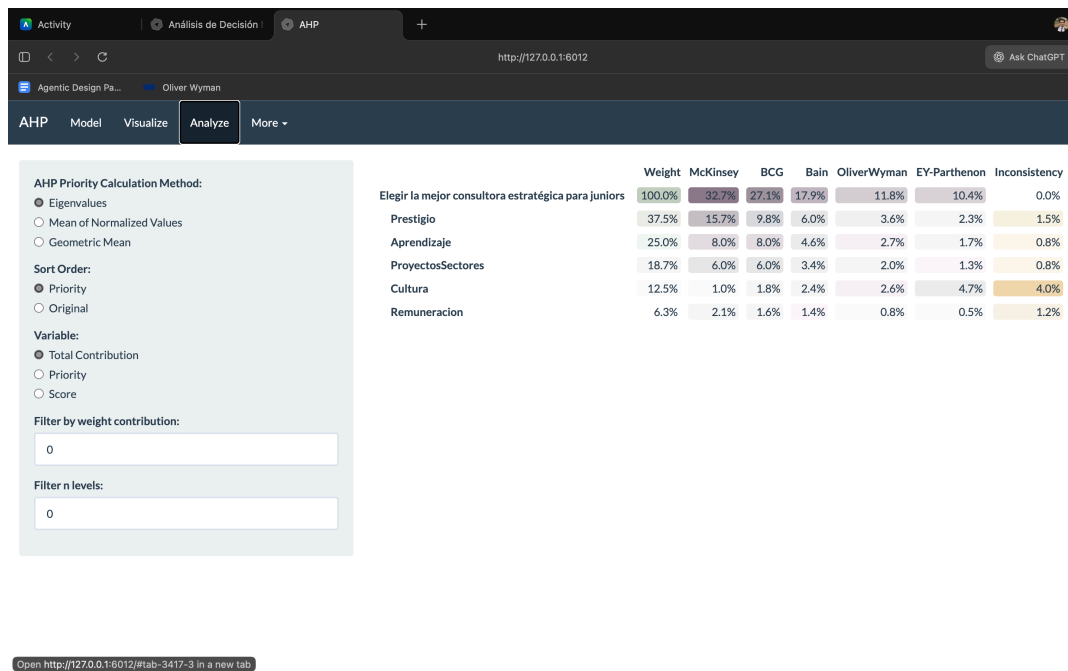 Activity
Análisis de Decisión
AHP
http://127.0.0.1:6012
Ask ChatGPT
Agentic Design Pa...
Oliver Wyman
AHP Model Visualize Analyze More
AHP Priority Calculation Method:
Eigenvalues
Mean of Normalized Values
Geometric Mean
Sort Order:
Priority
Original
Variable:
Total Contribution
Priority
Score
Filter by weight contribution:
0
Filter n levels:
0
Weight McKinsey BCG Bain OliverWyman EY-Parthenon Inconsistency
Elegir la mejor consultora estratégica para juniors 100.0% 32.7% 27.1% 17.9% 11.8% 10.4% 0.0%
Prestigio 37.5% 15.7% 9.8% 6.0% 3.6% 2.3% 1.5%
Aprendizaje 25.0% 8.0% 8.0% 4.6% 2.7% 1.7% 0.8%
ProyectosSectores 18.7% 6.0% 6.0% 3.4% 2.0% 1.3% 0.8%
Cultura 12.5% 1.0% 1.8% 2.4% 2.6% 4.7% 4.0%
Remuneracion 6.3% 2.1% 1.6% 1.4% 0.8% 0.5% 1.2%
Open http://127.0.0.1:6012/#tab-3417-3 in a new tab